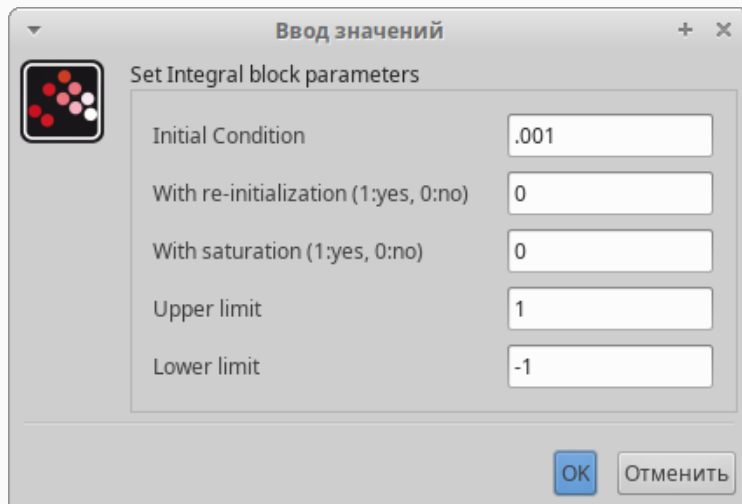 Ввод значений
Set Integral block parameters
Initial Condition .001
With re-initialization (1:yes, 0:no) 0
With saturation (1:yes, 0:no) 0
Upper limit 1
Lower limit -1
OK Отменить